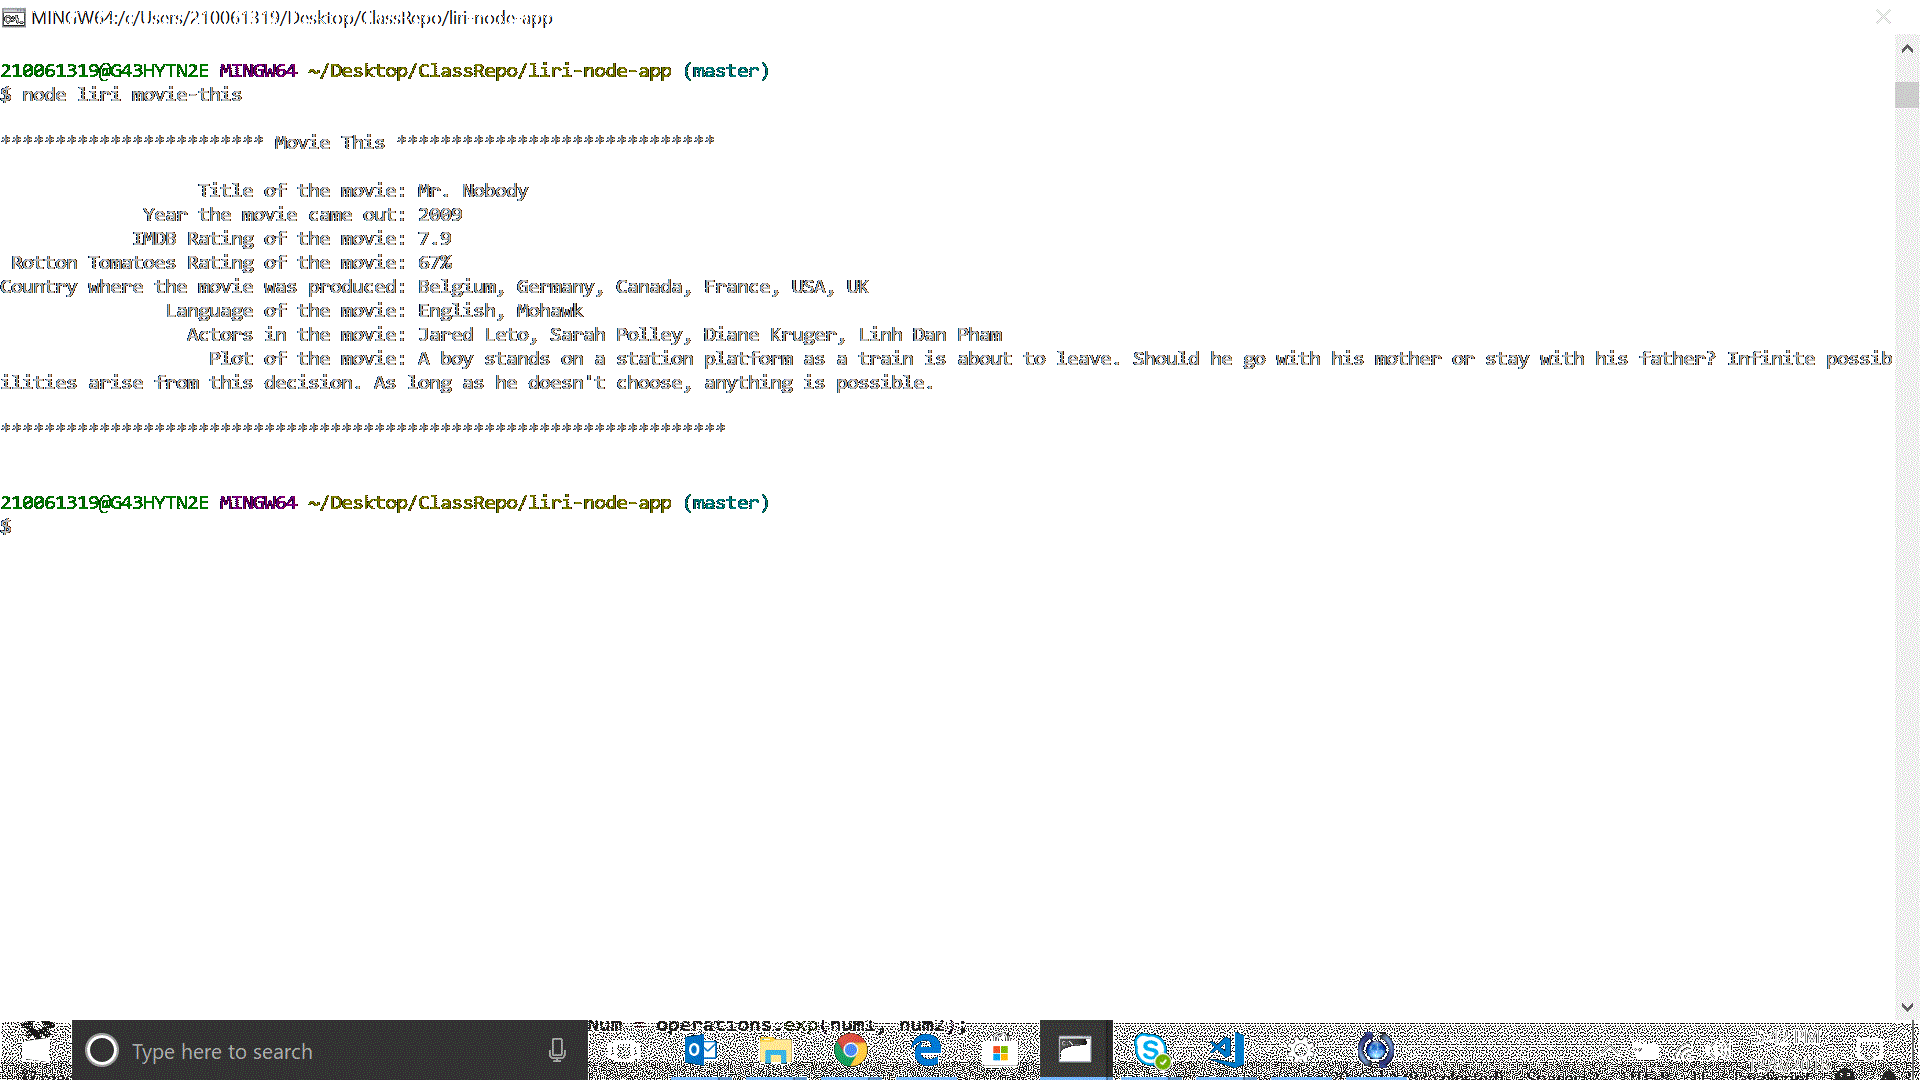 MINGW64:/c/Users/210061319/Desktop/ClassRepo/liri-node-app
210061319@G43HYTN2E MINGW64 ~/Desktop/ClassRepo/liri-node-app (master)
$ node liri movie-this
************************ Movie This *****************************
Title of the movie: Mr. Nobody
Year the movie came out: 2009
IMDB Rating of the movie: 7.9
Rotton Tomatoes Rating of the movie: 67%
Country where the movie was produced: Belgium, Germany, Canada, France, USA, UK
Language of the movie: English, Mohawk
Actors in the movie: Jared Leto, Sarah Polley, Diane Kruger, Linh Dan Pham
Plot of the movie: A boy stands on a station platform as a train is about to leave. Should he go with his mother or stay with his father? Infinite possib
ilities arise from this decision. As long as he doesn't choose, anything is possible.
******************************************************************
210061319@G43HYTN2E MINGW64 ~/Desktop/ClassRepo/liri-node-app (master)
$
Num = operations.exp(num1, num2);
Type here to search